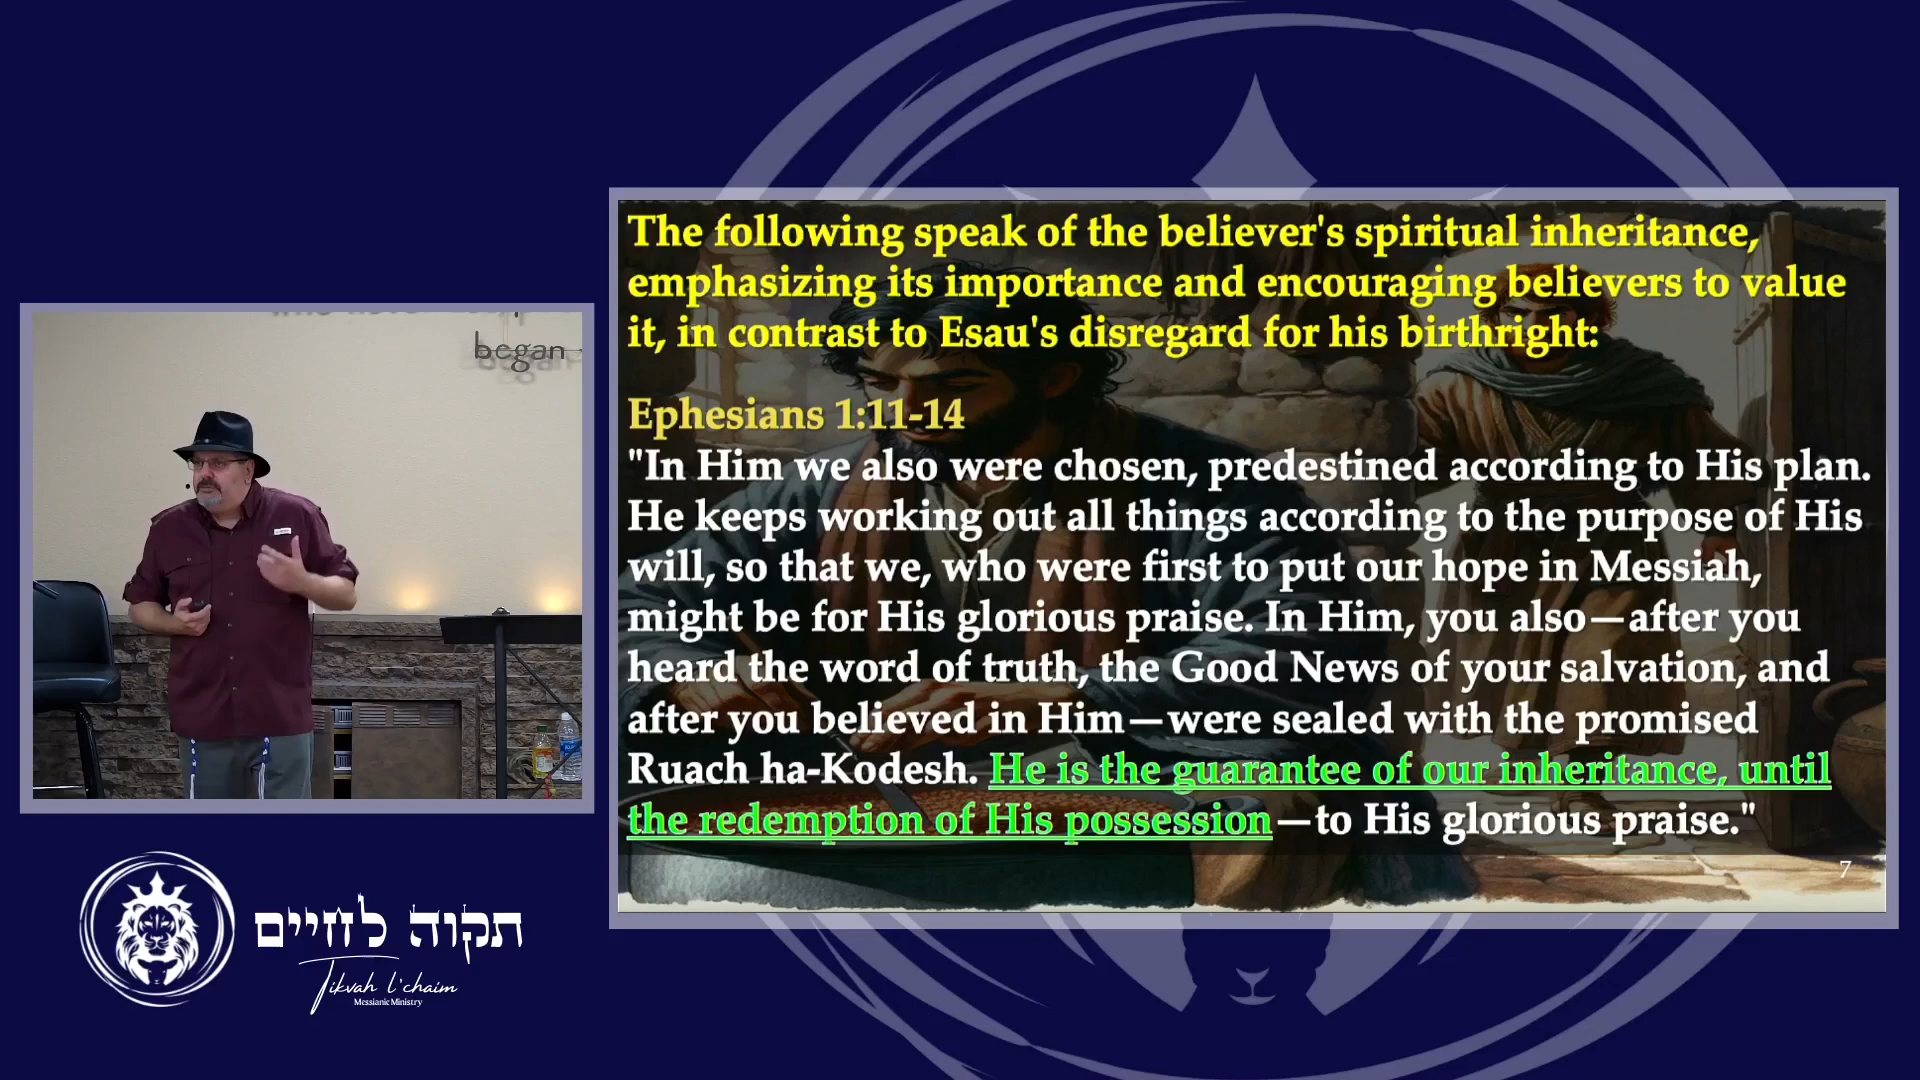 began
The following speak of the believer's spiritual inheritance,
emphasizing its importance and encouraging believers to value
it, in contrast to Esau's disregard for his birthright:
Ephesians 1:11-14
"In Him we also were chosen, predestined according to His plan.
He keeps working out all things according to the purpose of His
will, so that we, who were first to put our hope in Messiah,
might be for His glorious praise. In Him, you also—after you
heard the word of truth, the Good News of your salvation, and
after you believed in Him—were sealed with the promised
Ruach ha-Kodesh. He is the guarantee of our inheritance, until
the redemption of His possession—to His glorious praise."
7
תקוה לחיים
Tikvah l'chaim
Messianic Ministry